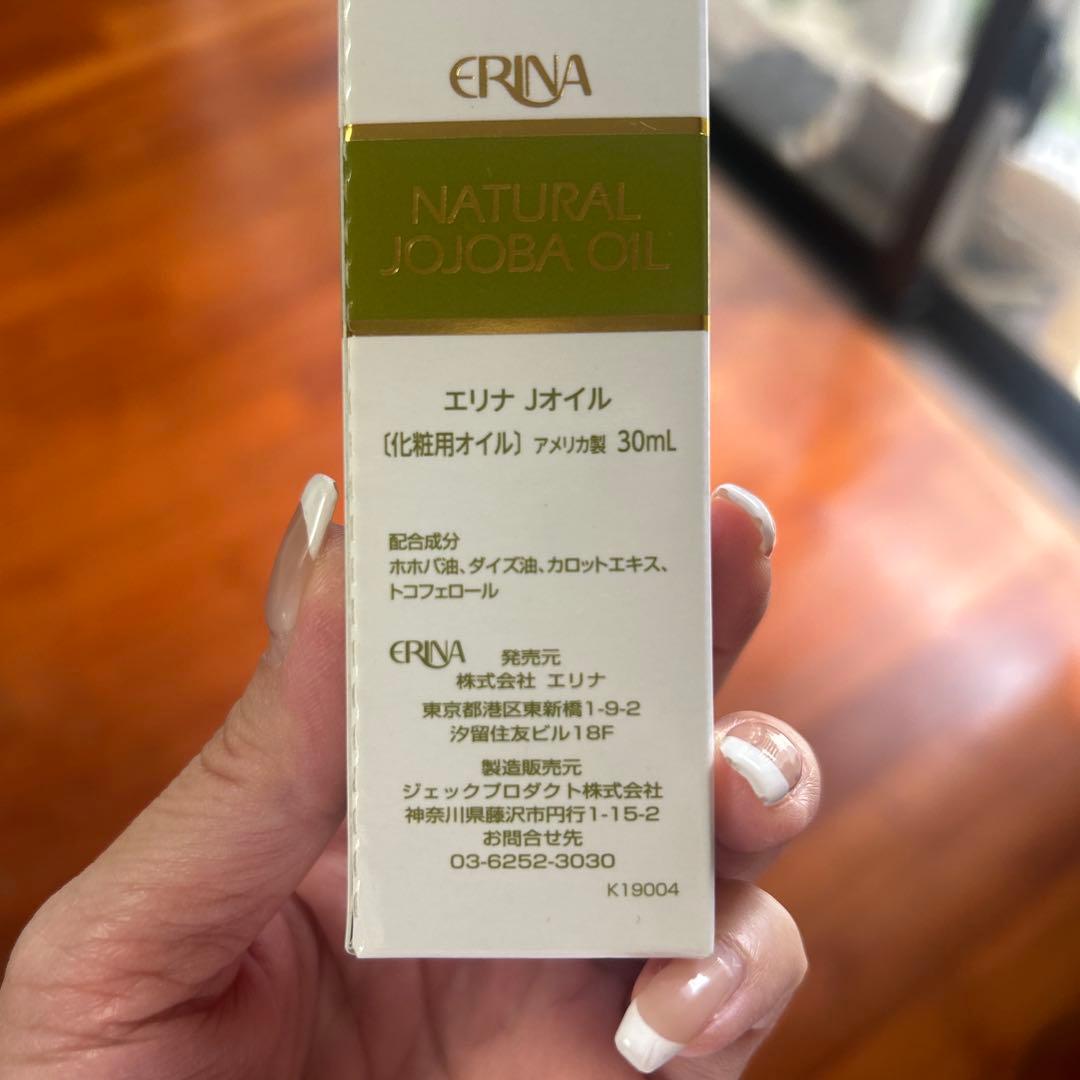 ERINA
NATURAL
JOJOBA OIL
エリナ Jオイル
〔化粧用オイル〕 アメリカ製 30mL
配合成分
ホホバ油、ダイズ油、カロットエキス、
トコフェロール
ERINA 発売元
株式会社 エリナ
東京都港区東新橋1-9-2
汐留住友ビル18F
製造販売元
ジェックプロダクト株式会社
神奈川県藤沢市円行1-15-2
お問合せ先
03-6252-3030
K19004